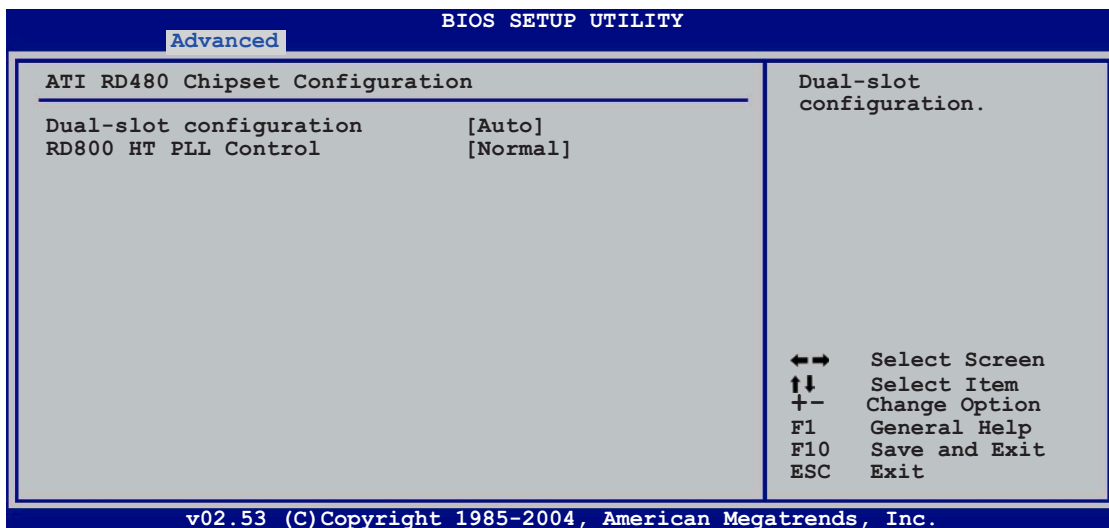 BIOS SETUP UTILITY
Advanced
ATI RD480 Chipset Configuration
Dual-slot configuration [Auto]
RD800 HT PLL Control [Normal]
Dual-slot
configuration.
←→ Select Screen
↑↓ Select Item
+- Change Option
F1 General Help
F10 Save and Exit
ESC Exit
v02.53 (C)Copyright 1985-2004, American Megatrends, Inc.